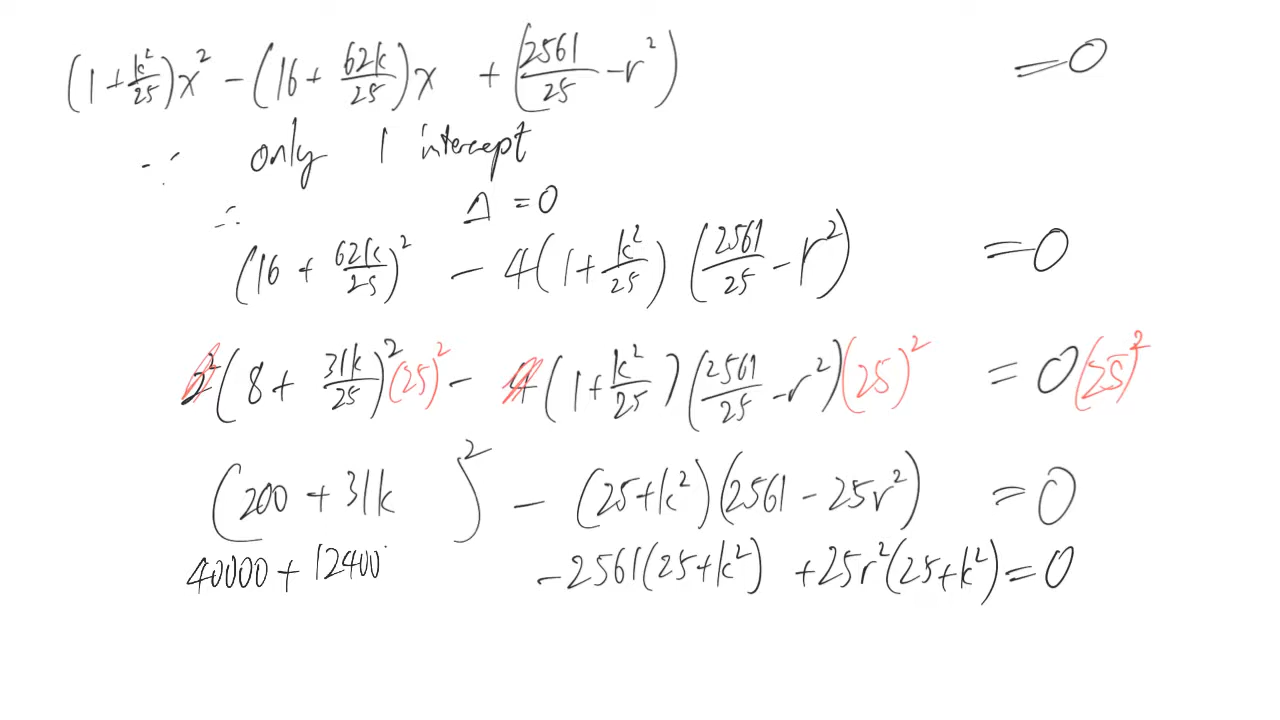 (1+k²/25)x² - (16+62k/25)x + (2561/25 - r²) = 0
∵ only 1 intercept
∴ Δ = 0
(16 + 62k/25)² - 4(1+k²/25)(2561/25 - r²) = 0
2²(8 + 31k/25)²(25)² - 4(1+k²/25)(2561/25 - r²)(25)² = 0(25)²
(200 + 31k)² - (25+k²)(2561 - 25r²) = 0
40000 + 12400 - 2561(25+k²) + 25r²(25+k²) = 0